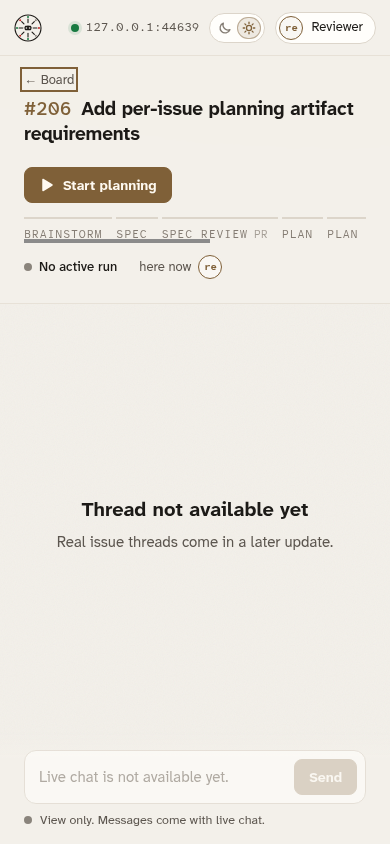 127.0.0.1:44639
re Reviewer
← Board
#206 Add per-issue planning artifact
requirements
Start planning
BRAINSTORM SPEC SPEC REVIEW PR PLAN PLAN
No active run here now re
Thread not available yet
Real issue threads come in a later update.
Live chat is not available yet. Send
View only. Messages come with live chat.